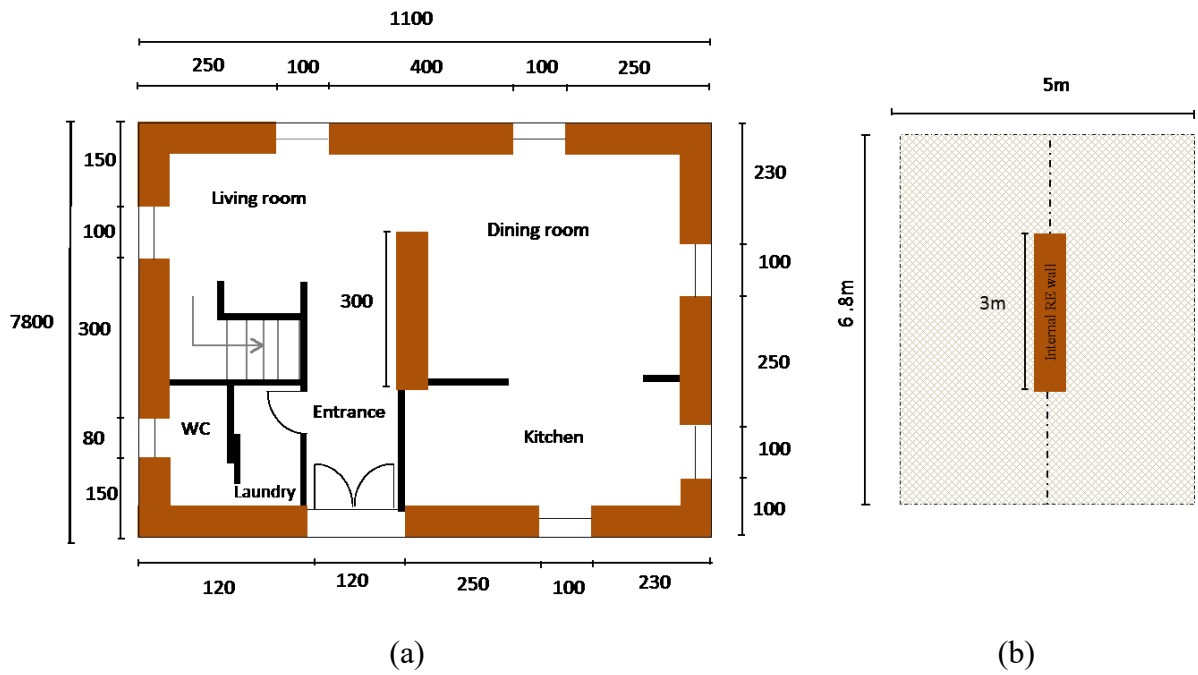 1100
250 100 400 100 250
5m
150
230
Living room
100
Dining room
100
7800
300
300
250
6 .8m
3m
Internal RE wall
WC
Entrance
80
Kitchen
100
Laundry
150
100
120 120 250 100 230
(a) (b)